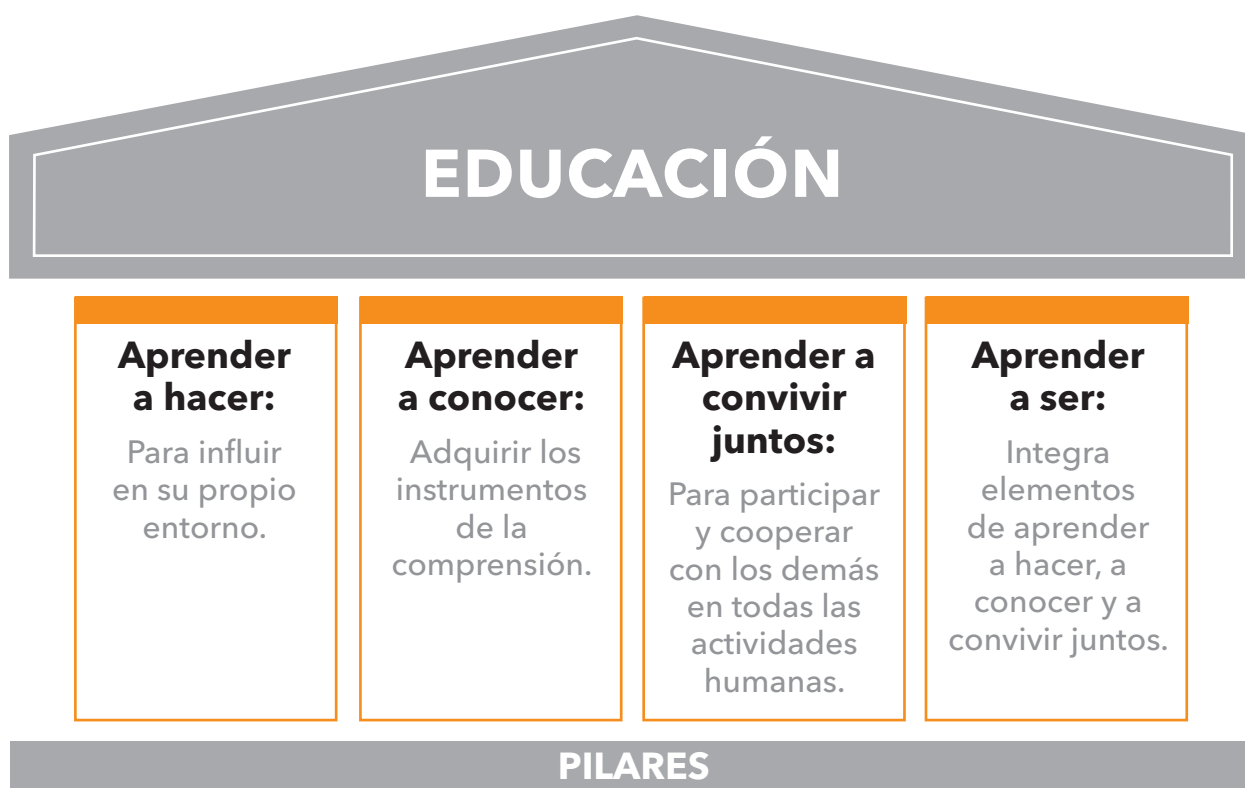 EDUCACIÓN
Aprender
a hacer:
Para influir
en su propio
entorno.
Aprender
a conocer:
Adquirir los
instrumentos
de la
comprensión.
Aprender a
convivir
juntos:
Para participar
y cooperar
con los demás
en todas las
actividades
humanas.
Aprender
a ser:
Integra
elementos
de aprender
a hacer, a
conocer y a
convivir juntos.
PILARES